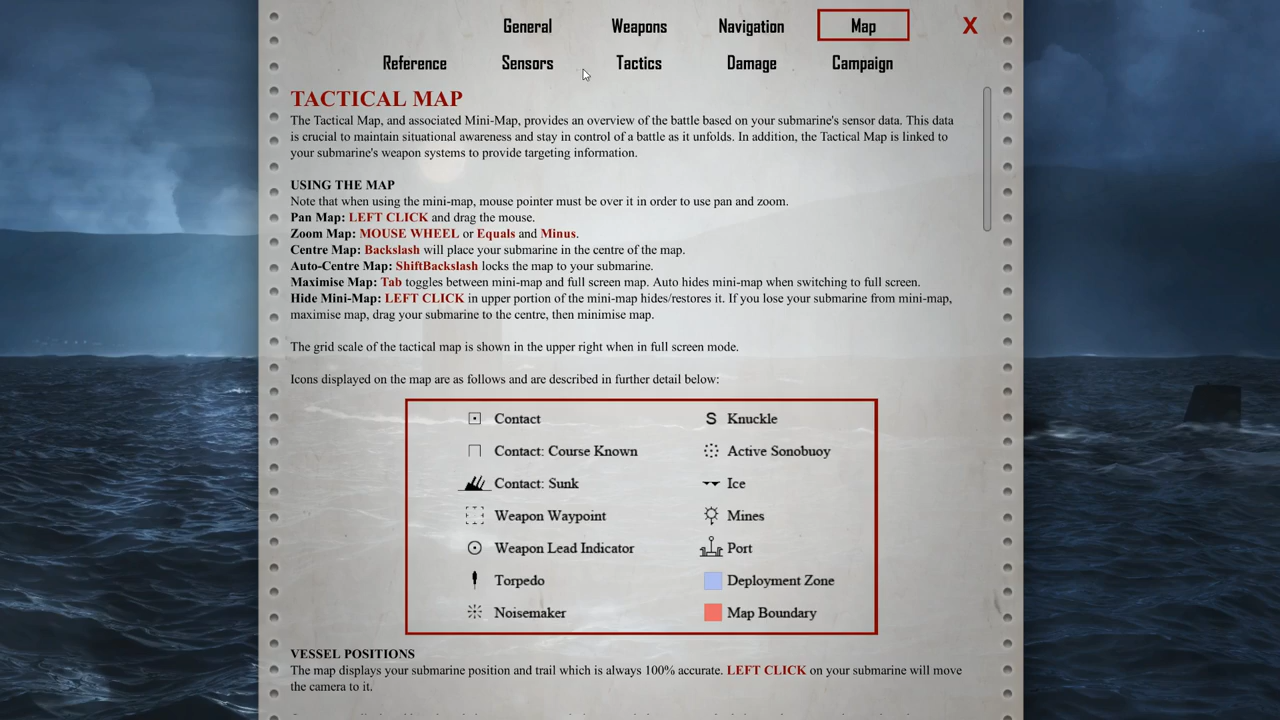 General Weapons Navigation Map X
Reference Sensors Tactics Damage Campaign
TACTICAL MAP
The Tactical Map, and associated Mini-Map, provides an overview of the battle based on your submarine's sensor data. This data
is crucial to maintain situational awareness and stay in control of a battle as it unfolds. In addition, the Tactical Map is linked to
your submarine's weapon systems to provide targeting information.
USING THE MAP
Note that when using the mini-map, mouse pointer must be over it in order to use pan and zoom.
Pan Map: LEFT CLICK and drag the mouse.
Zoom Map: MOUSE WHEEL or Equals and Minus.
Centre Map: Backslash will place your submarine in the centre of the map.
Auto-Centre Map: ShiftBackslash locks the map to your submarine.
Maximise Map: Tab toggles between mini-map and full screen map. Auto hides mini-map when switching to full screen.
Hide Mini-Map: LEFT CLICK in upper portion of the mini-map hides/restores it. If you lose your submarine from mini-map,
maximise map, drag your submarine to the centre, then minimise map.
The grid scale of the tactical map is shown in the upper right when in full screen mode.
Icons displayed on the map are as follows and are described in further detail below:
Contact S Knuckle
Contact: Course Known Active Sonobuoy
Contact: Sunk Ice
Weapon Waypoint Mines
Weapon Lead Indicator Port
Torpedo Deployment Zone
Noisemaker Map Boundary
VESSEL POSITIONS
The map displays your submarine position and trail which is always 100% accurate. LEFT CLICK on your submarine will move
the camera to it.